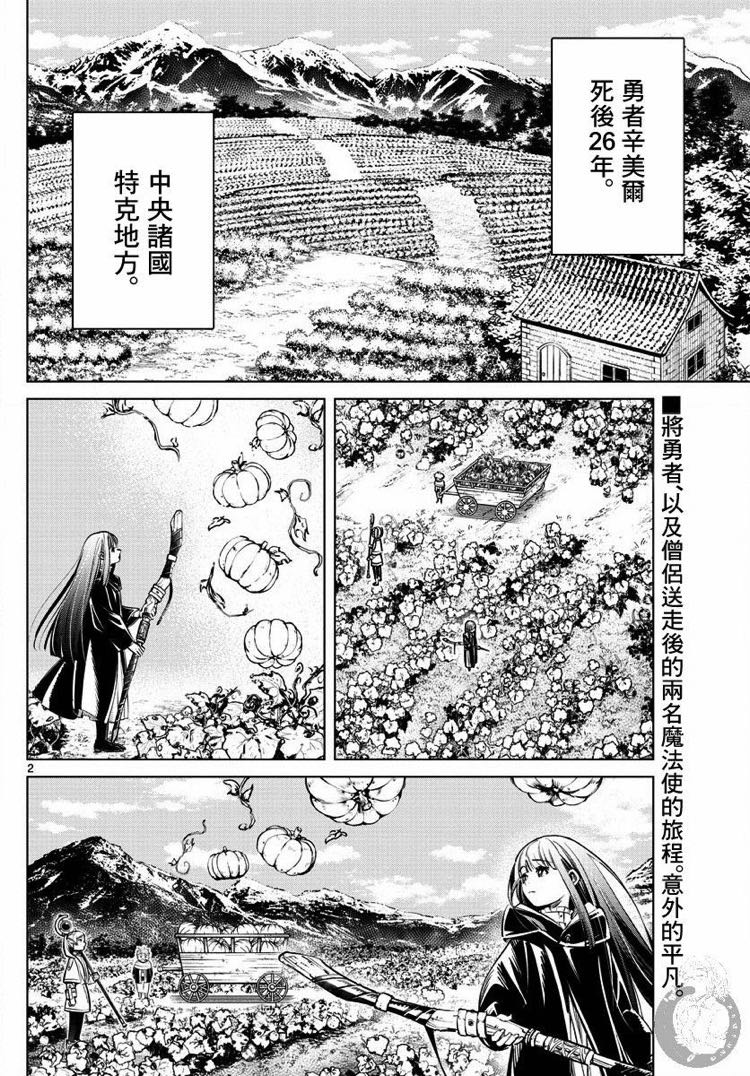 勇者辛美爾
死後26年。
中央諸國
特克地方。
■將勇者、以及僧侶送走後的兩名魔法使的旅程。意外的平凡。
2